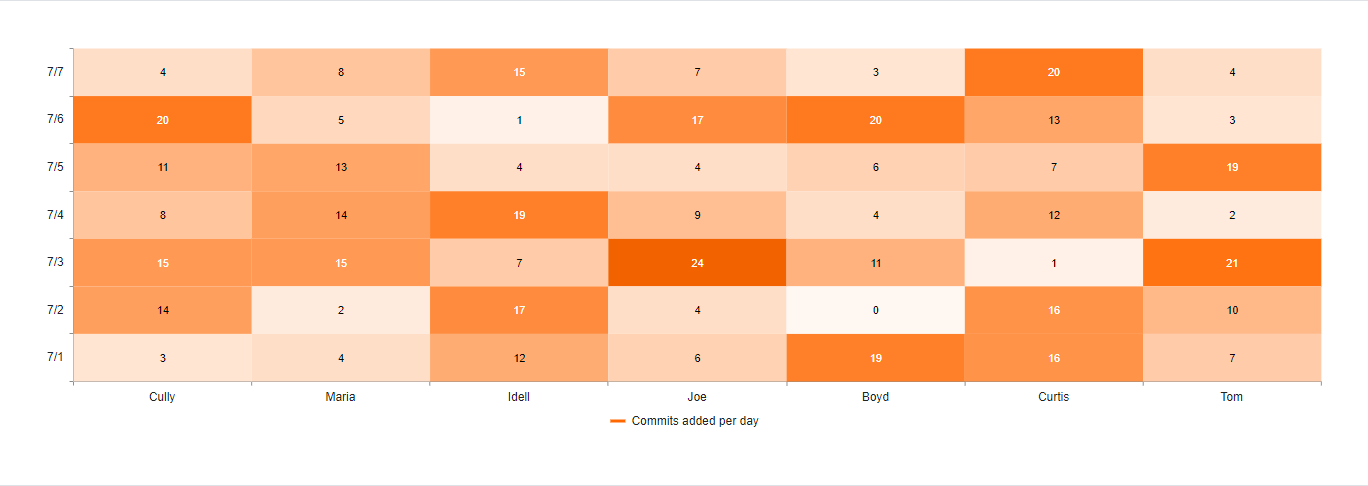 7/7 4 8 15 7 3 20 4
7/6 20 5 1 17 20 13 3
7/5 11 13 4 4 6 7 19
7/4 8 14 19 9 4 12 2
7/3 15 15 7 24 11 1 21
7/2 14 2 17 4 0 16 10
7/1 3 4 12 6 19 16 7
Cully Maria Idell Joe Boyd Curtis Tom
Commits added per day